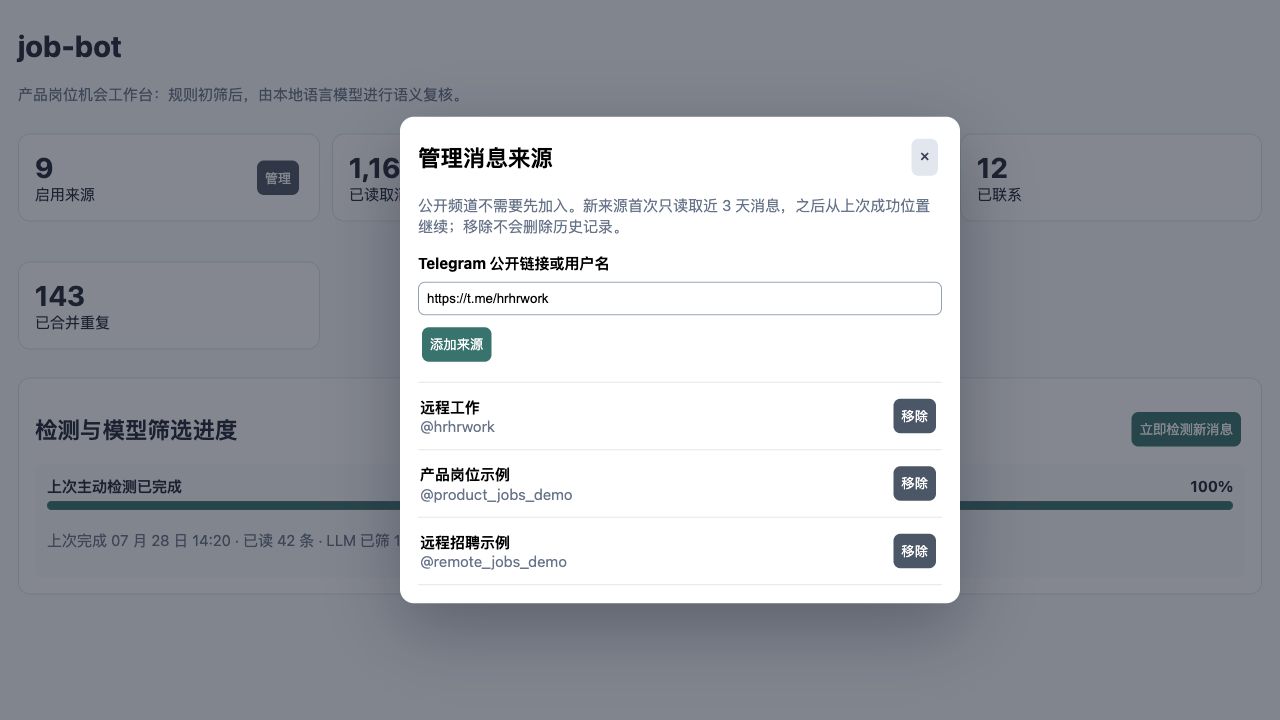 job-bot
产品岗位机会工作台：规则初筛后，由本地语言模型进行语义复核。
9
启用来源
管理
1,16
已读取
12
已联系
143
已合并重复
检测与模型筛选进度
立即检测新消息
上次主动检测已完成
100%
上次完成 07 月 28 日 14:20 · 已读 42 条 · LLM 已筛 1
管理消息来源
×
公开频道不需要先加入。新来源首次只读取近 3 天消息，之后从上次成功位置
继续；移除不会删除历史记录。
Telegram 公开链接或用户名
https://t.me/hrhrwork
添加来源
远程工作
@hrhrwork
移除
产品岗位示例
@product_jobs_demo
移除
远程招聘示例
@remote_jobs_demo
移除